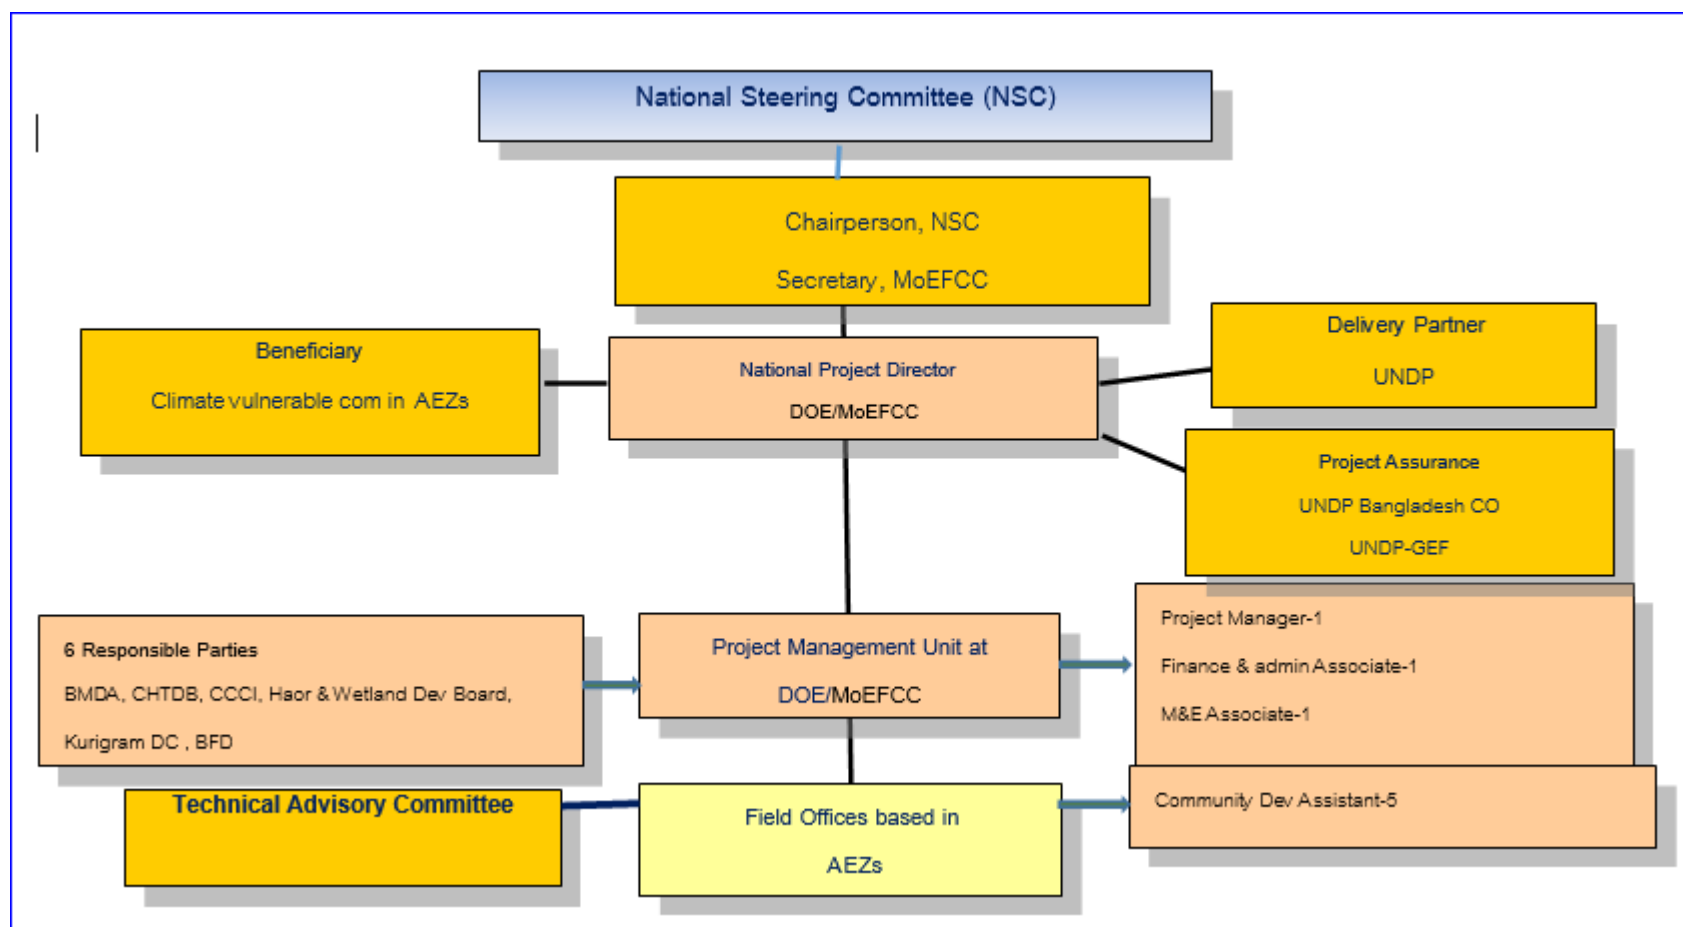 National Steering Committee (NSC)
Chairperson, NSC
Secretary, MoEFCC
Beneficiary
Climate vulnerable com in AEZs
National Project Director
DOE/MoEFCC
Delivery Partner
UNDP
Project Assurance
UNDP Bangladesh CO
UNDP-GEF
6 Responsible Parties
BMDA, CHTDB, CCCI, Haor & Wetland Dev Board,
Kurigram DC , BFD
Project Management Unit at
DOE/MoEFCC
Project Manager-1
Finance & admin Associate-1
M&E Associate-1
Technical Advisory Committee
Field Offices based in
AEZs
Community Dev Assistant-5